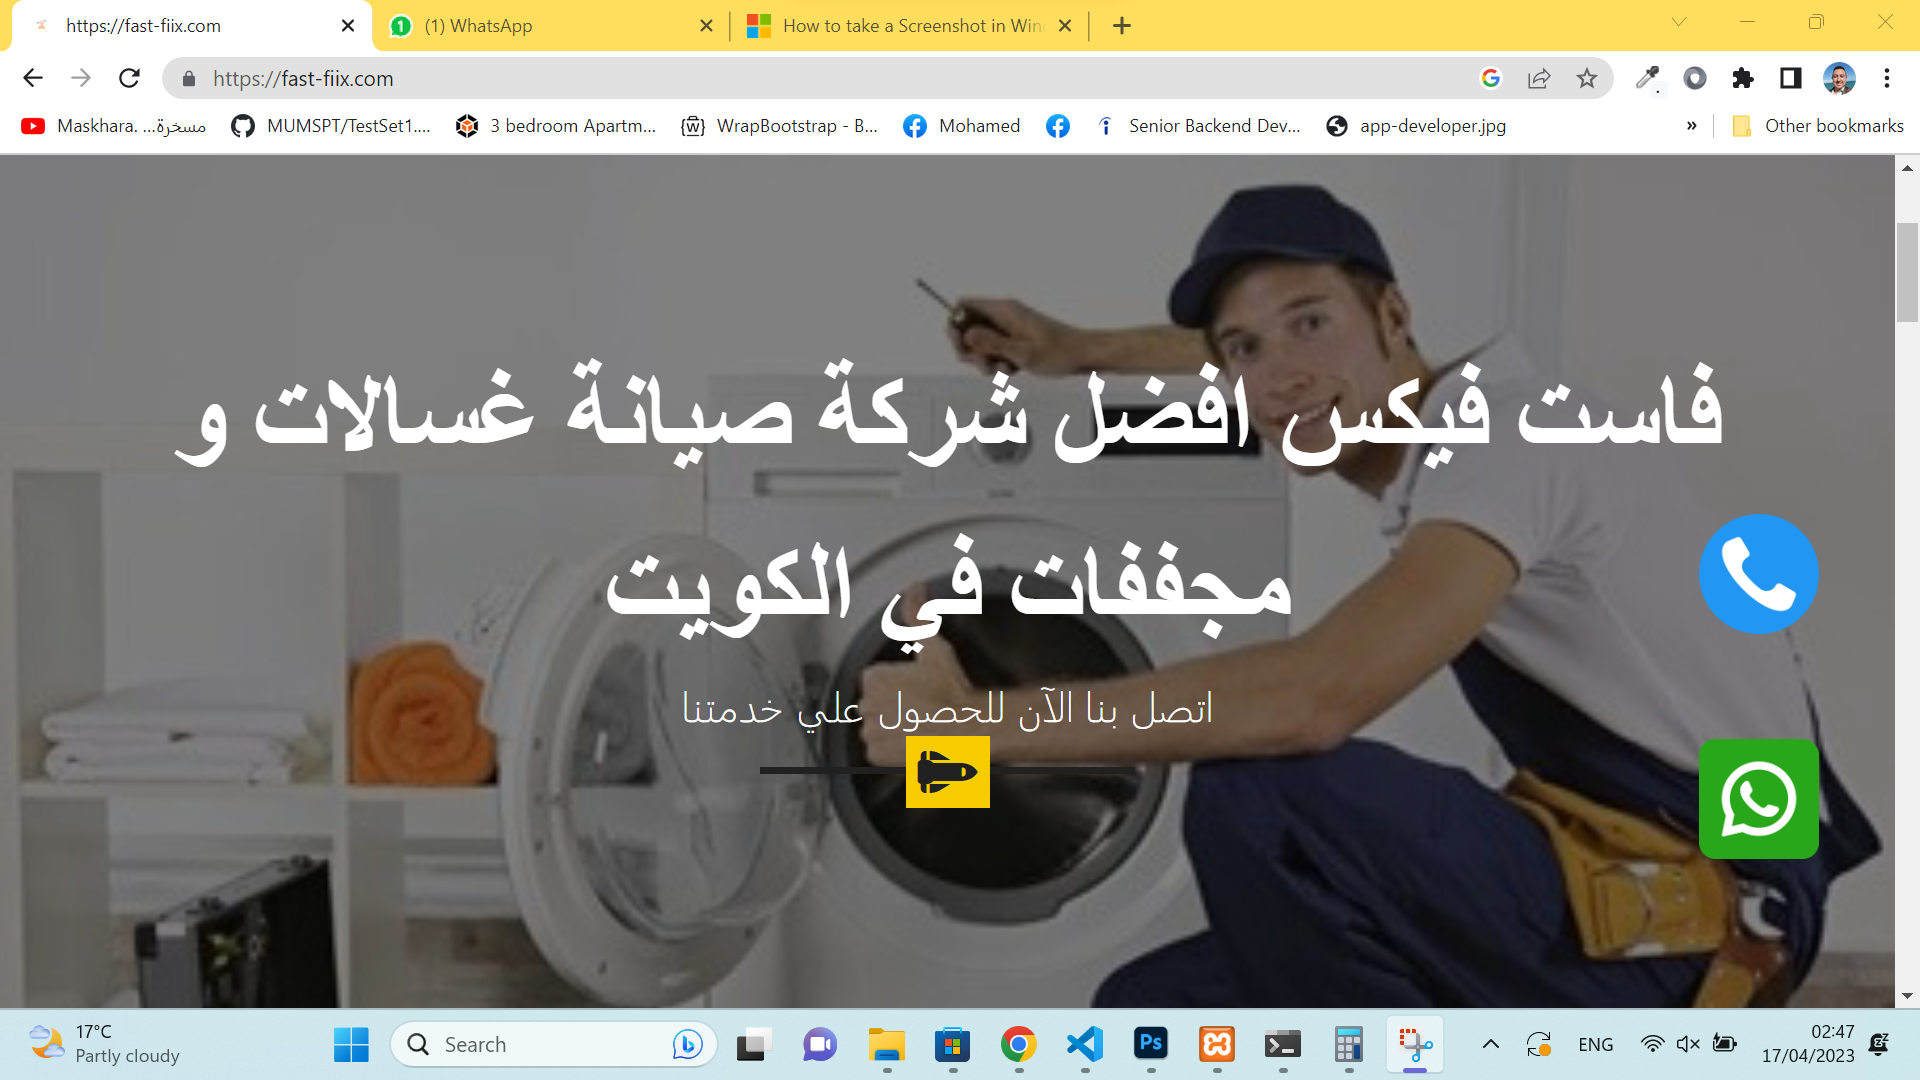 https://fast-fiix.com
(1) WhatsApp
How to take a Screenshot in Win
https://fast-fiix.com
Maskhara. ...مسخرة
MUMSPT/TestSet1....
3 bedroom Apartm...
WrapBootstrap - B...
Mohamed
Senior Backend Dev...
app-developer.jpg
»
Other bookmarks
فاست فيكس افضل شركة صيانة غسالات و
مجففات في الكويت
اتصل بنا الآن للحصول علي خدمتنا
17°C
Partly cloudy
Search
Ps
ENG
02:47
17/04/2023